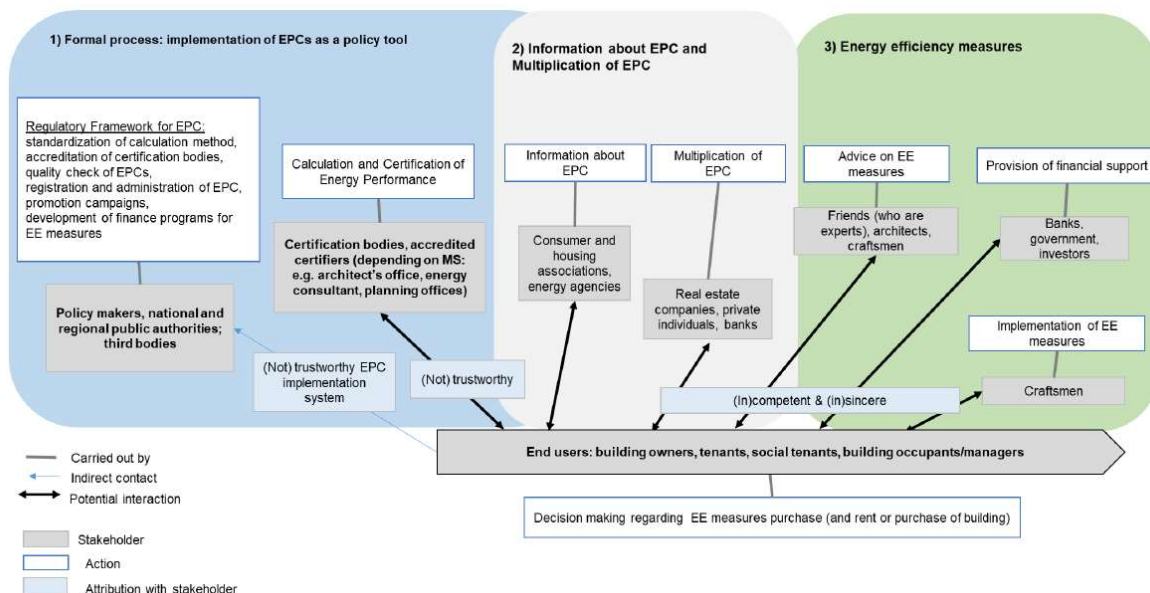 1) Formal process: implementation of EPCs as a policy tool
2) Information about EPC and
Multiplication of EPC
3) Energy efficiency measures
Regulatory Framework for EPC:
standardization of calculation method,
accreditation of certification bodies,
quality check of EPCs,
registration and administration of EPC,
promotion campaigns,
development of finance programs for
EE measures
Calculation and Certification of
Energy Performance
Information about
EPC
Multiplication of
EPC
Advice on EE
measures
Provision of financial support
Certification bodies, accredited
certifiers (depending on MS:
e.g. architect's office, energy
consultant, planning offices)
Consumer and
housing
associations,
energy agencies
Friends (who are
experts), architects,
craftsmen
Banks,
government,
investors
Policy makers, national and
regional public authorities;
third bodies
Real estate
companies, private
individuals, banks
Implementation of EE
measures
Craftsmen
(Not) trustworthy EPC
implementation
system
(Not) trustworthy
(In)competent & (in)sincere
End users: building owners, tenants, social tenants, building occupants/managers
Decision making regarding EE measures purchase (and rent or purchase of building)
Carried out by
Indirect contact
Potential interaction
Stakeholder
Action
Attribution with stakeholder